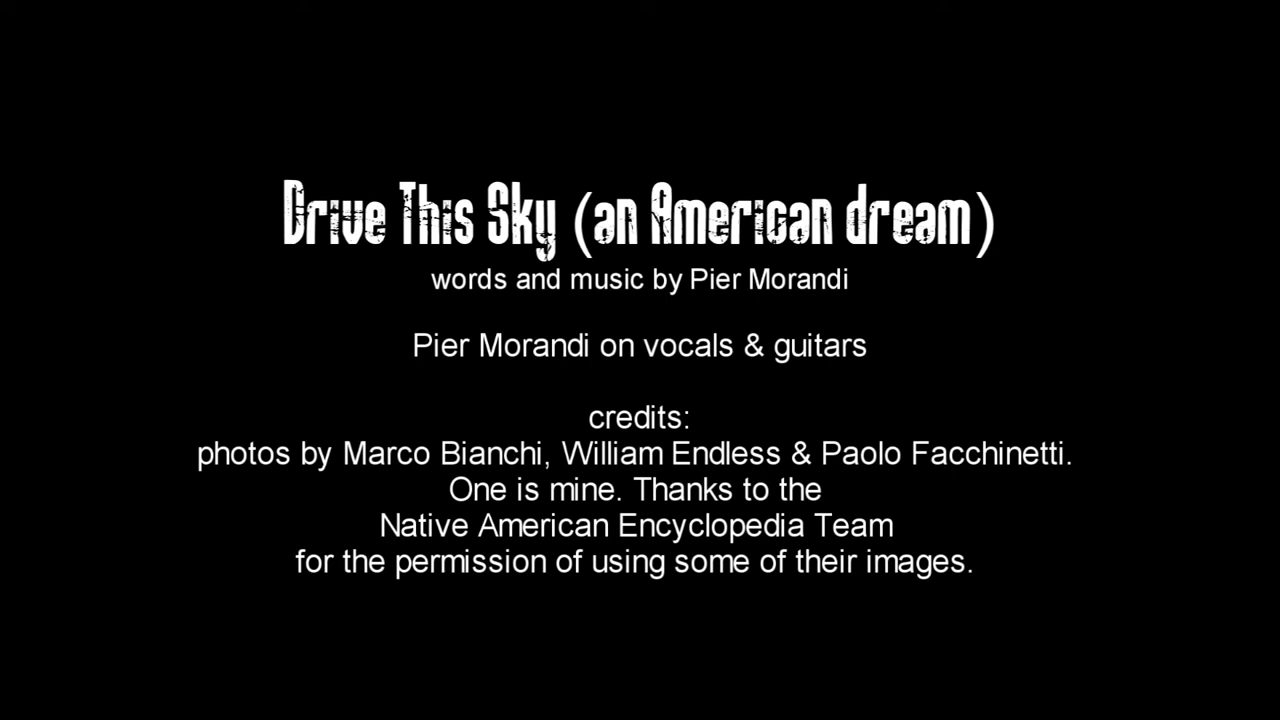 Drive This Sky (an American dream)
words and music by Pier Morandi
Pier Morandi on vocals & guitars
credits:
photos by Marco Bianchi, William Endless & Paolo Facchinetti.
One is mine. Thanks to the
Native American Encyclopedia Team
for the permission of using some of their images.